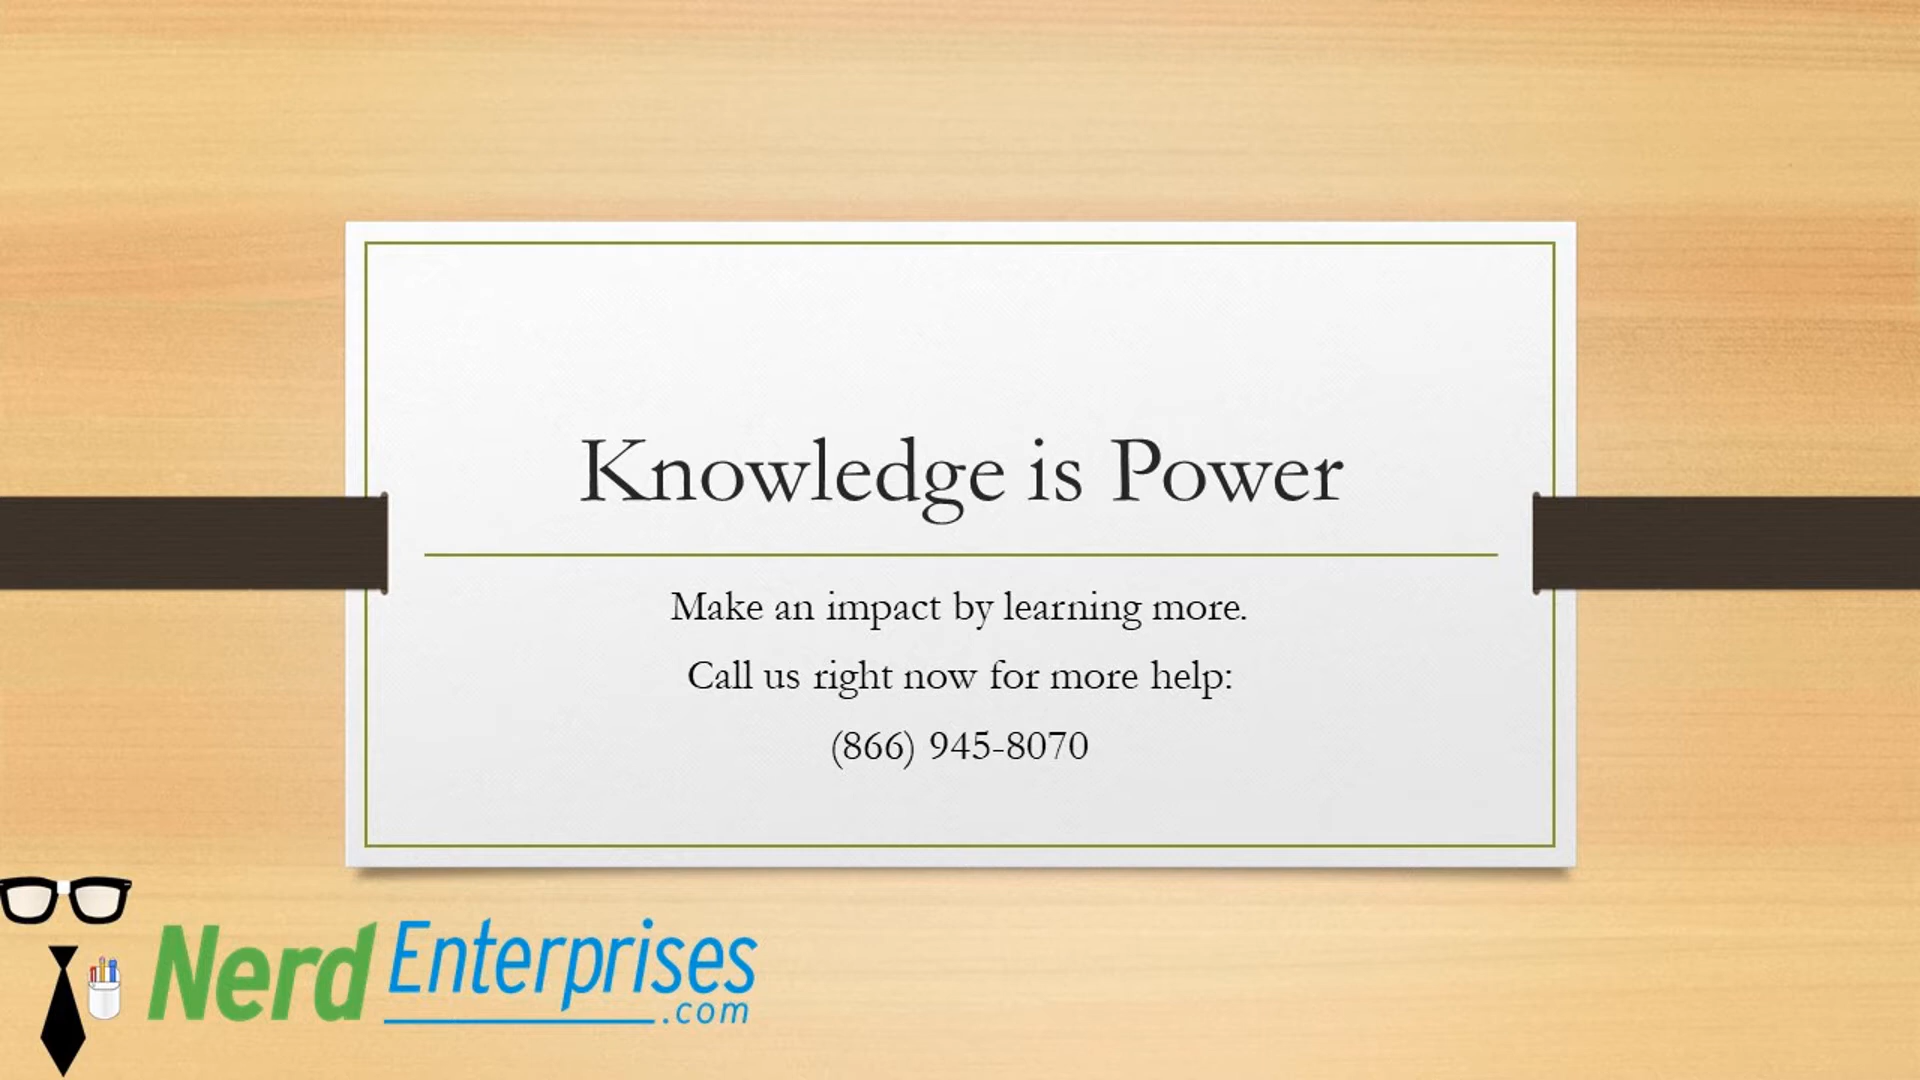 Knowledge is Power
Make an impact by learning more.
Call us right now for more help:
(866) 945-8070
Nerd Enterprises
.com